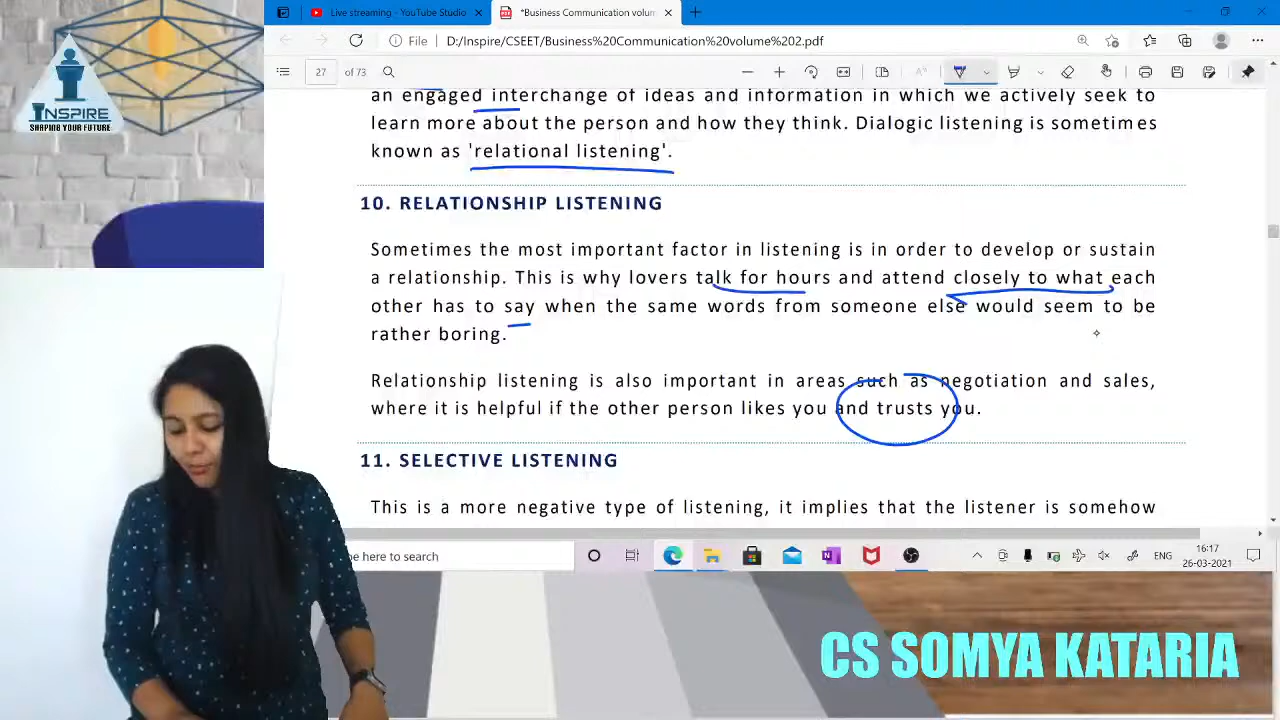 Live streaming - YouTube Studio
*Business Communication volum
File
D:/Inspire/CSEET/Business%20Communication%20volume%202.pdf
27 of 73
INSPIRE
SHAPING YOUR FUTURE
an engaged interchange of ideas and information in which we actively seek to
learn more about the person and how they think. Dialogic listening is sometimes
known as 'relational listening'.
10. RELATIONSHIP LISTENING
Sometimes the most important factor in listening is in order to develop or sustain
a relationship. This is why lovers talk for hours and attend closely to what each
other has to say when the same words from someone else would seem to be
rather boring.
Relationship listening is also important in areas such as negotiation and sales,
where it is helpful if the other person likes you and trusts you.
11. SELECTIVE LISTENING
This is a more negative type of listening, it implies that the listener is somehow
pe here to search
ENG
16:17
26-03-2021
CS SOMYA KATARIA